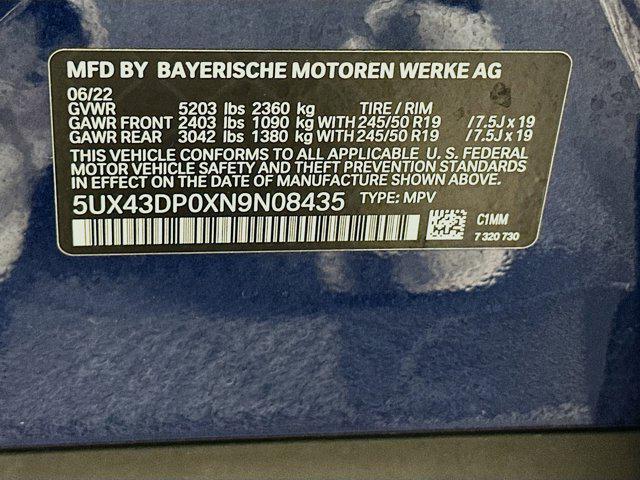 MFD BY BAYERISCHE MOTOREN WERKE AG
06/22
GVWR 5203 lbs 2360 kg TIRE / RIM
GAWR FRONT 2403 lbs 1090 kg WITH 245/50 R19 / 7.5J x 19
GAWR REAR 3042 lbs 1380 kg WITH 245/50 R19 / 7.5J x 19
THIS VEHICLE CONFORMS TO ALL APPLICABLE U. S. FEDERAL
MOTOR VEHICLE SAFETY AND THEFT PREVENTION STANDARDS
IN EFFECT ON THE DATE OF MANUFACTURE SHOWN ABOVE.
5UX43DP0XN9N08435 TYPE: MPV
C1MM
7 320 730